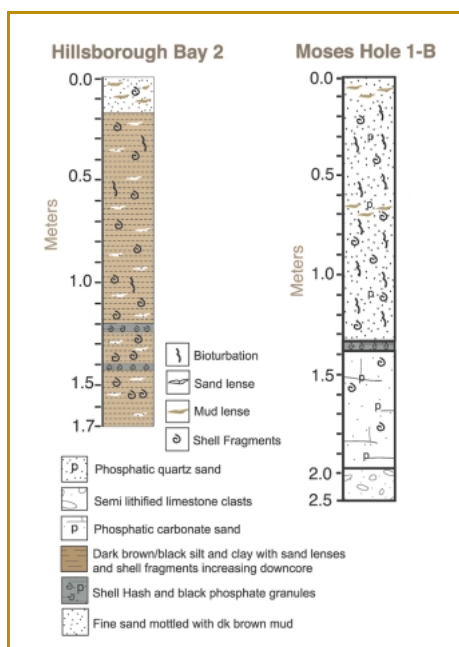 Hillsborough Bay 2
Moses Hole 1-B
Meters
0.0
0.5
1.0
1.5
1.7
Meters
0.0
0.5
1.0
1.5
2.0
2.5
p
p
p
p
p
p
p
p
Bioturbation
Sand lense
Mud lense
Shell Fragments
p Phosphatic quartz sand
Semi lithified limestone clasts
p Phosphatic carbonate sand
Dark brown/black silt and clay with sand lenses
and shell fragments increasing downcore
p Shell Hash and black phosphate granules
Fine sand mottled with dk brown mud